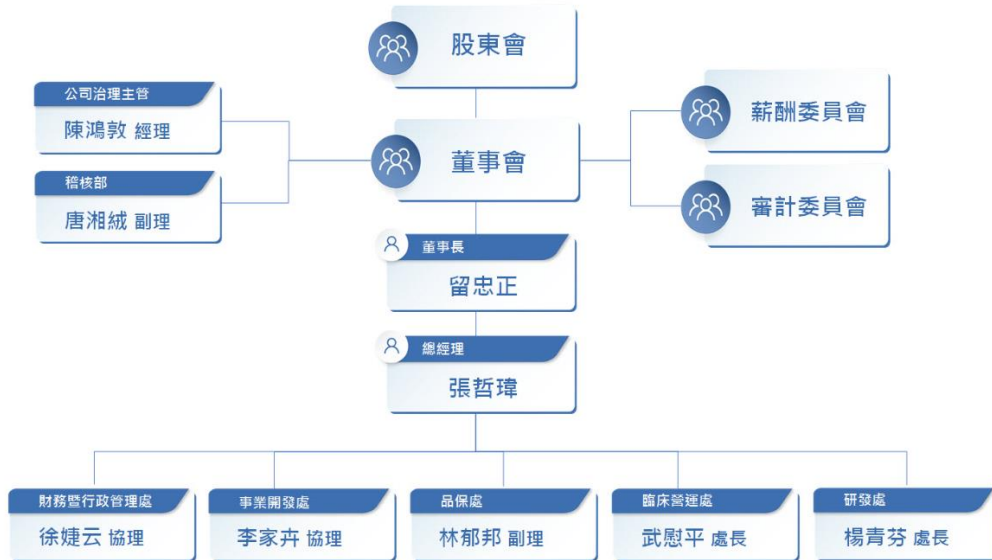 股東會
公司治理主管
陳鴻敦 經理
稽核部
唐湘絨 副理
董事會
薪酬委員會
審計委員會
董事長
留忠正
總經理
張哲瑋
財務暨行政管理處
徐婕云 協理
事業開發處
李家卉 協理
品保處
林郁邦 副理
臨床營運處
武慰平 處長
研發處
楊青芬 處長